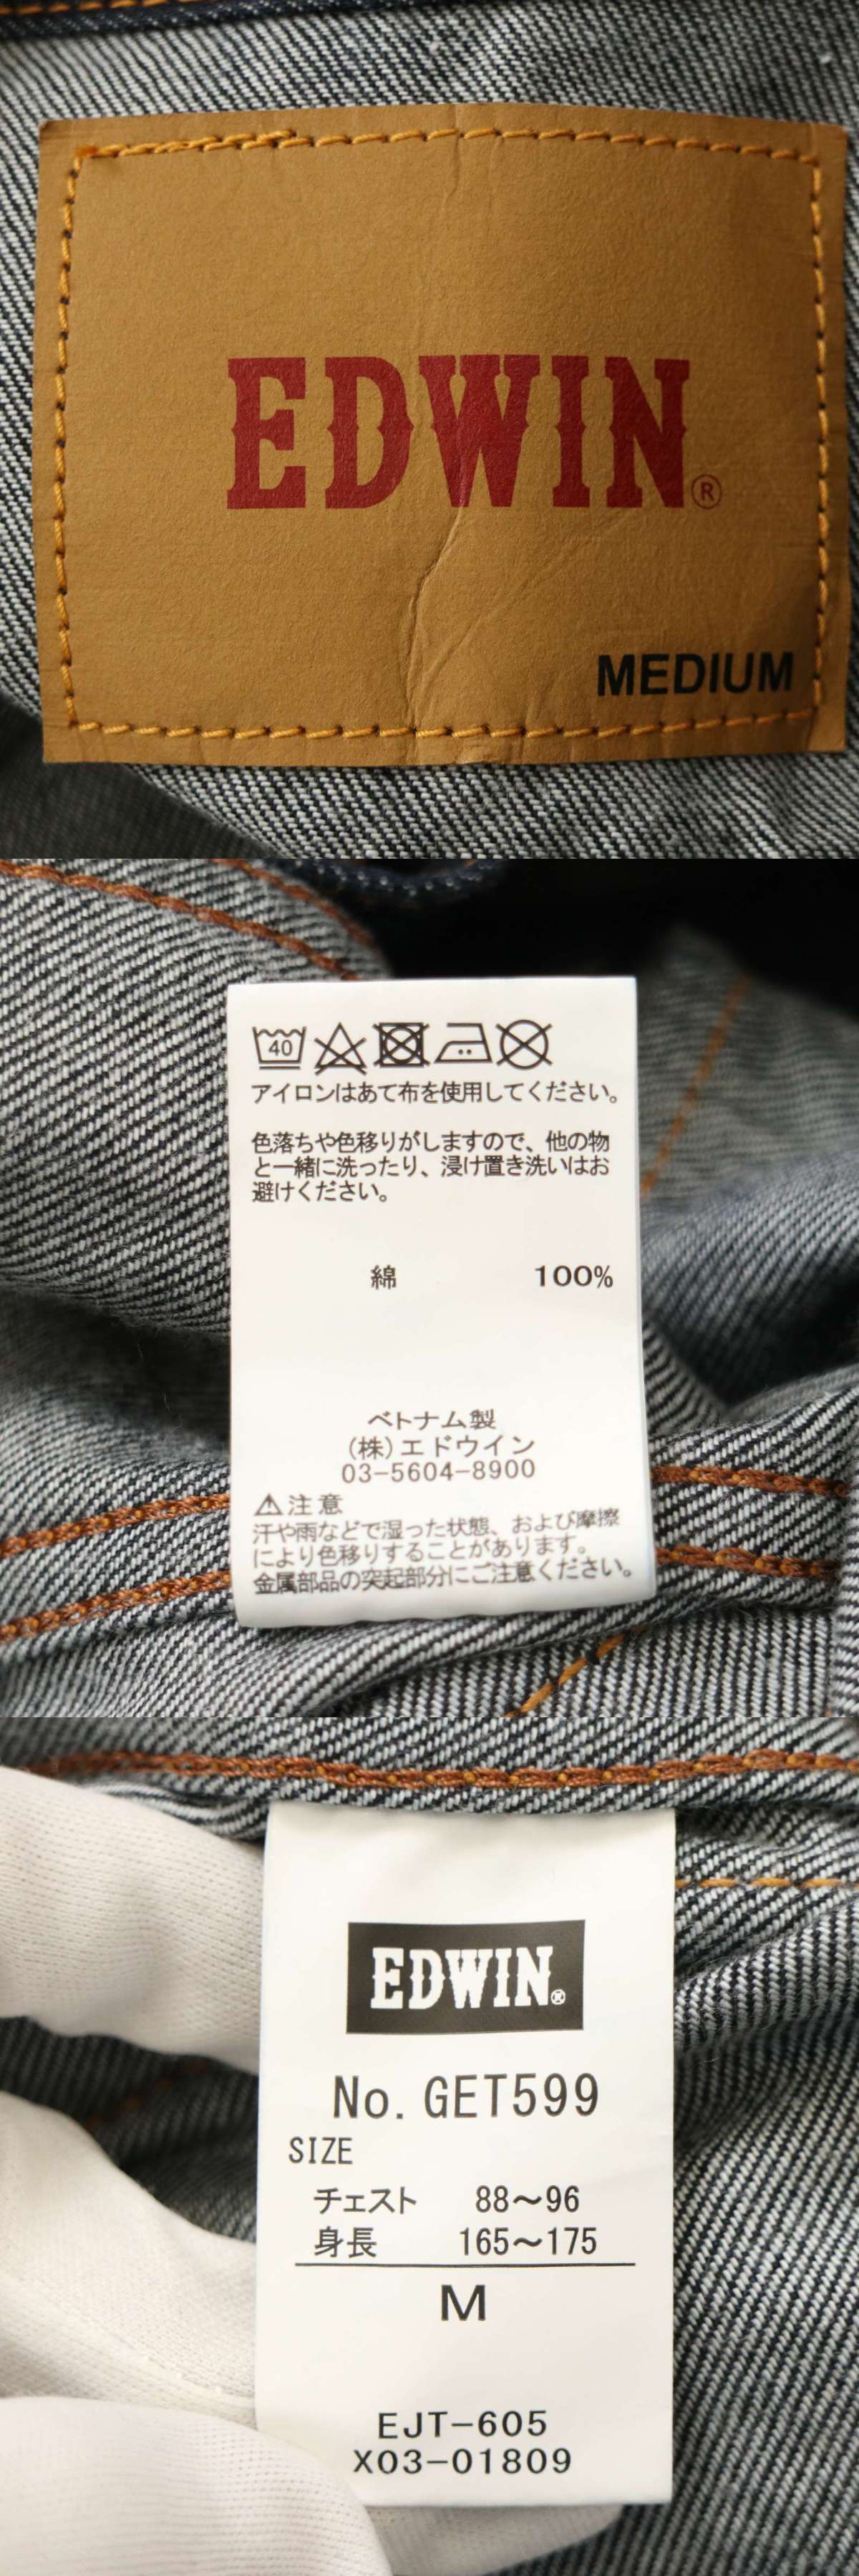 EDWIN®
MEDIUM
40
アイロンはあて布を使用してください。
色落ちや色移りがしますので、他の物
と一緒に洗ったり、浸け置き洗いはお
避けください。
綿 100%
ベトナム製
(株)エドウイン
03-5604-8900
⚠注意
汗や雨などで湿った状態、および摩擦
により色移りすることがあります。
金属部品の突起部分にご注意ください。
EDWIN®
No. GET599
SIZE
チェスト 88～96
身長 165～175
M
EJT-605
X03-01809